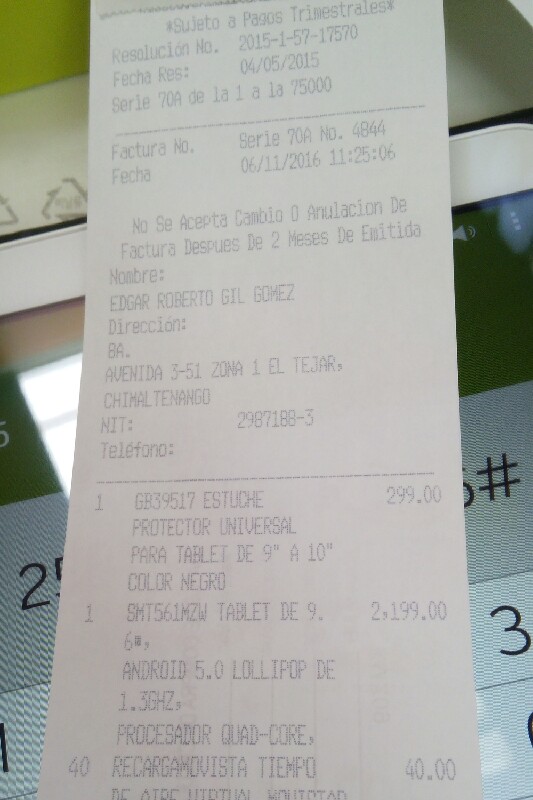 *Sujeto a Pagos Trimestrales*
Resolución No. 2015-1-57-17570
Fecha Res: 04/05/2015
Serie 70A de la 1 a la 75000
Factura No. Serie 70A No. 4844
Fecha 06/11/2016 11:25:06
No Se Acepta Cambio O Anulacion De
Factura Despues De 2 Meses De Emitida
Nombre:
EDGAR ROBERTO GIL GOMEZ
Dirección:
8A.
AVENIDA 3-51 ZONA 1 EL TEJAR,
CHIMALTENANGO
NIT: 2987188-3
Teléfono:
1 GB39517 ESTUCHE 299.00
PROTECTOR UNIVERSAL
PARA TABLET DE 9" A 10"
COLOR NEGRO
1 SMT561MZW TABLET DE 9. 2,199.00
6",
ANDROID 5.0 LOLLIPOP DE
1.3GHZ,
PROCESADOR QUAD-CORE,
40 RECARGAMOVISTA TIEMPO 40.00
DE AIRE VIRTUAL MOVISTAR
#
3